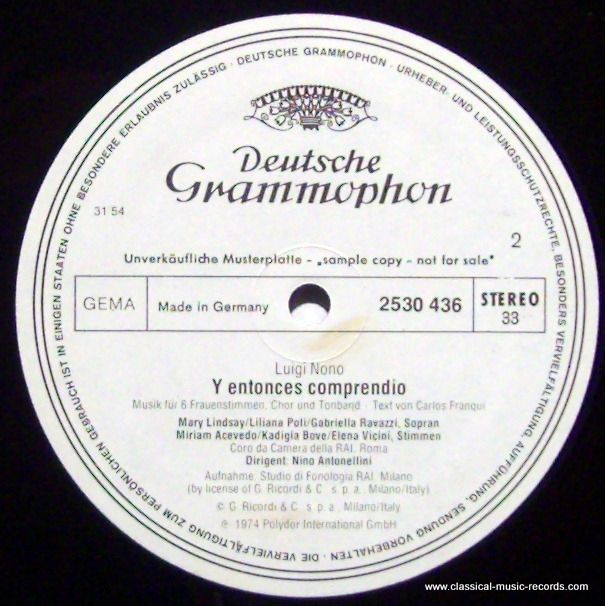 URHEBER- UND LEISTUNGSSCHUTZRECHTE, BESONDERS VERVIELFÄLTIGUNG, AUFFÜHRUNG, SENDUNG VORBEHALTEN · DIE VERVIELFÄLTIGUNG ZUM PERSÖNLICHEN GEBRAUCH IST IN EINIGEN STAATEN OHNE BESONDERE ERLAUBNIS ZULÄSSIG · DEUTSCHE GRAMMOPHON ·
Deutsche
Grammophon
31 54
2
Unverkäufliche Musterplatte - „sample copy - not for sale"
GEMA Made in Germany 2530 436 STEREO
33
Luigi Nono
Y entonces comprendio
Musik für 6 Frauenstimmen, Chor und Tonband · Text von Carlos Franqui
Mary Lindsay/Liliana Poli/Gabriella Ravazzi, Sopran
Miriam Acevedo/Kadigia Bove/Elena Vicini, Stimmen
Coro da Camera della RAI, Roma
Dirigent: Nino Antonellini
Aufnahme: Studio di Fonologia RAI, Milano
(by license of G. Ricordi & C. s.p.a., Milano/Italy)
© G. Ricordi & C. s.p.a., Milano/Italy
℗ 1974 Polydor International GmbH
www.classical-music-records.com